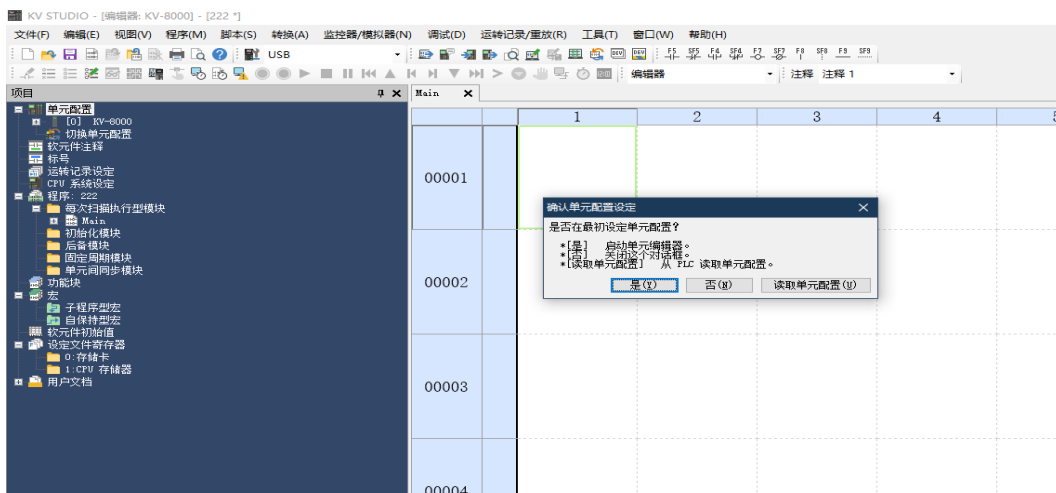 KV STUDIO - [编辑器: KV-8000] - [222 *]
文件(F) 编辑(E) 视图(V) 程序(M) 脚本(S) 转换(A) 监控器/模拟器(N) 调试(D) 运转记录/重放(R) 工具(T) 窗口(W) 帮助(H)
USB
F5 SF5 F4 SF4 F7 SF7 F8 SF8 F9 SF9
编辑器 注释 注释 1
项目
Main
单元配置
[0] KV-8000
切换单元配置
软元件注释
标号
运转记录设定
CPU 系统设定
程序: 222
每次扫描执行型模块
Main
初始化模块
后备模块
固定周期模块
单元间同步模块
功能块
宏
子程序型宏
自保持型宏
软元件初始值
设定文件寄存器
0:存储卡
1:CPU 存储器
用户文档
1 2 3 4
00001
00002
00003
00004
确认单元配置设定
是否在最初设定单元配置?
*[是] 启动单元编辑器。
*[否] 关闭这个对话框。
*[读取单元配置] 从 PLC 读取单元配置。
是(Y) 否(N) 读取单元配置(U)